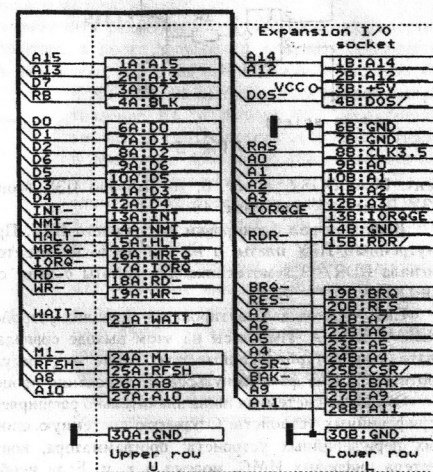 Expansion I/O
socket
A15
A13
D7
RB
1A:A15
2A:A13
3A:D7
4A:BLK
D0
D1
D2
D6
D5
D3
D4
INT-
NMI-
HALT-
MREQ-
IORQ-
RD-
WR-
6A:D0
7A:D1
8A:D2
9A:D6
10A:D5
11A:D3
12A:D4
13A:INT
14A:NMI
15A:HLT
16A:MREQ
17A:IORQ
18A:RD-
19A:WR-
WAIT-
21A:WAIT
M1-
RFSH-
A8
A10
24A:M1
25A:RFSH
26A:A8
27A:A10
30A:GND
Upper row
U
A14
A12
VCC
DOS-
1B:A14
2B:A12
3B:+5V
4B:DOS/
RAS
A0
A1
A2
A3
IORQGE
RDR-
6B:GND
7B:GND
8B:CLK3.5
9B:A0
10B:A1
11B:A2
12B:A3
13B:IORQGE
14B:GND
15B:RDR/
BRQ-
RES-
A7
A6
A5
A4
CSR-
BAK-
A9
A11
19B:BRQ
20B:RES
21B:A7
22B:A6
23B:A5
24B:A4
25B:CSR/
26B:BAK
27B:A9
28B:A11
30B:GND
Lower row